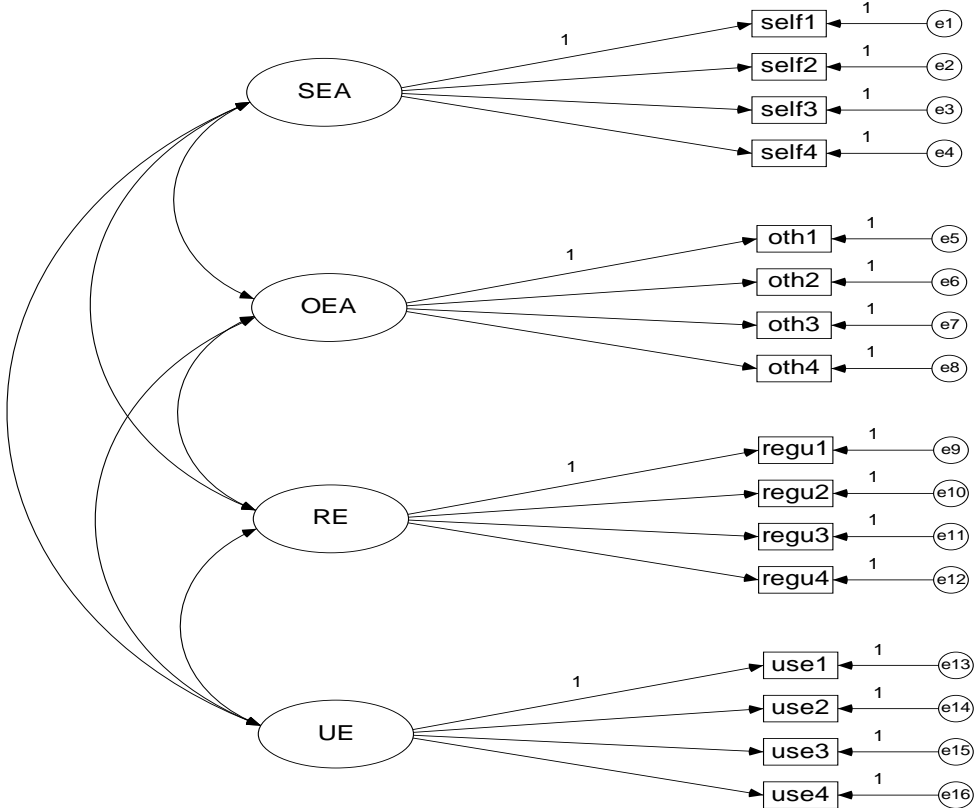 1
self1
1
e1
SEA
self2
1
e2
self3
1
e3
self4
1
e4
1
oth1
1
e5
OEA
oth2
1
e6
oth3
1
e7
oth4
1
e8
1
regu1
1
e9
RE
regu2
1
e10
regu3
1
e11
regu4
1
e12
1
use1
1
e13
UE
use2
1
e14
use3
1
e15
use4
1
e16